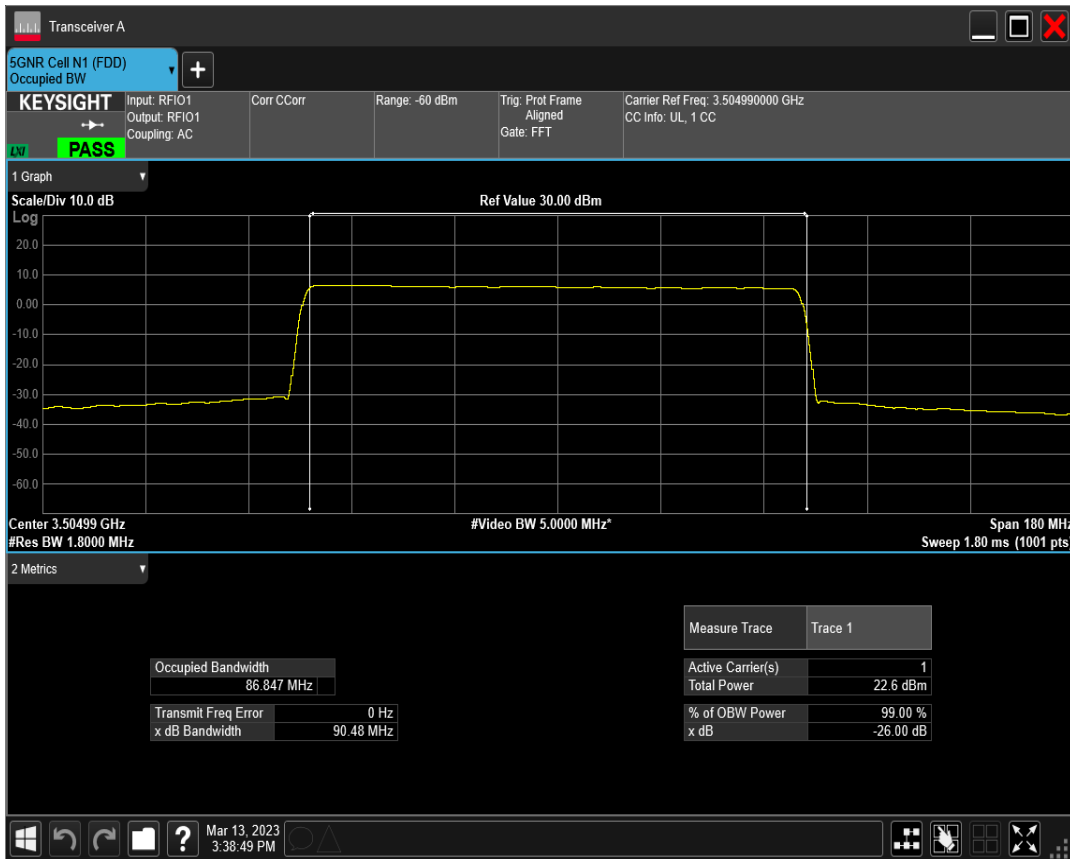 Transceiver A
5GNR Cell N1 (FDD)
Occupied BW
+
KEYSIGHT
LXI
PASS
Input: RFIO1
Output: RFIO1
Coupling: AC
Corr CCorr
Range: -60 dBm
Trig: Prot Frame
Aligned
Gate: FFT
Carrier Ref Freq: 3.504990000 GHz
CC Info: UL, 1 CC
1 Graph
Scale/Div 10.0 dB
Ref Value 30.00 dBm
Log
20.0
10.0
0.00
-10.0
-20.0
-30.0
-40.0
-50.0
-60.0
Center 3.50499 GHz
#Video BW 5.0000 MHz*
Span 180 MHz
#Res BW 1.8000 MHz
Sweep 1.80 ms (1001 pts)
2 Metrics
Measure Trace Trace 1
Occupied Bandwidth
86.847 MHz
Active Carrier(s) 1
Total Power 22.6 dBm
Transmit Freq Error 0 Hz
x dB Bandwidth 90.48 MHz
% of OBW Power 99.00 %
x dB -26.00 dB
?
Mar 13, 2023
3:38:49 PM